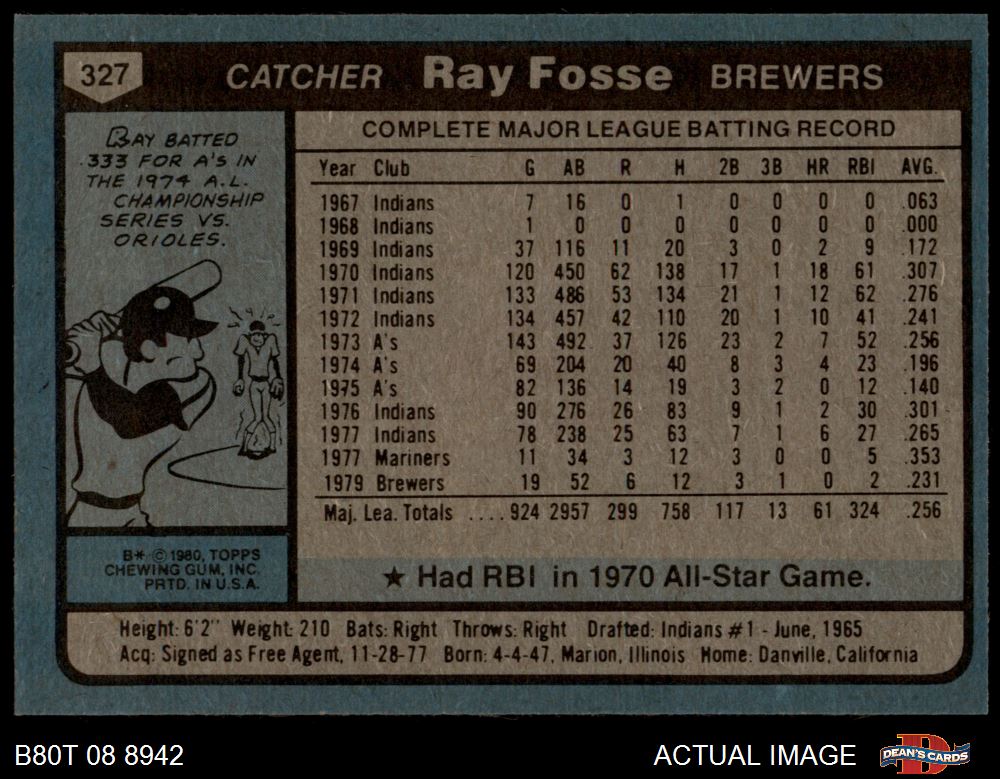 327 CATCHER Ray Fosse BREWERS
RAY BATTED
.333 FOR A'S IN
THE 1974 A.L.
CHAMPIONSHIP
SERIES VS.
ORIOLES.
B* © 1980, TOPPS
CHEWING GUM, INC.
PRTD. IN U.S.A.
COMPLETE MAJOR LEAGUE BATTING RECORD
Year Club G AB R H 2B 3B HR RBI AVG.
1967 Indians 7 16 0 1 0 0 0 0 .063
1968 Indians 1 0 0 0 0 0 0 0 .000
1969 Indians 37 116 11 20 3 0 2 9 .172
1970 Indians 120 450 62 138 17 1 18 61 .307
1971 Indians 133 486 53 134 21 1 12 62 .276
1972 Indians 134 457 42 110 20 1 10 41 .241
1973 A's 143 492 37 126 23 2 7 52 .256
1974 A's 69 204 20 40 8 3 4 23 .196
1975 A's 82 136 14 19 3 2 0 12 .140
1976 Indians 90 276 26 83 9 1 2 30 .301
1977 Indians 78 238 25 63 7 1 6 27 .265
1977 Mariners 11 34 3 12 3 0 0 5 .353
1979 Brewers 19 52 6 12 3 1 0 2 .231
Maj. Lea. Totals .... 924 2957 299 758 117 13 61 324 .256
★ Had RBI in 1970 All-Star Game.
Height: 6'2" Weight: 210 Bats: Right Throws: Right Drafted: Indians #1 - June, 1965
Acq: Signed as Free Agent, 11-28-77 Born: 4-4-47, Marion, Illinois Home: Danville, California
B80T 08 8942 ACTUAL IMAGE DEAN'S CARDS